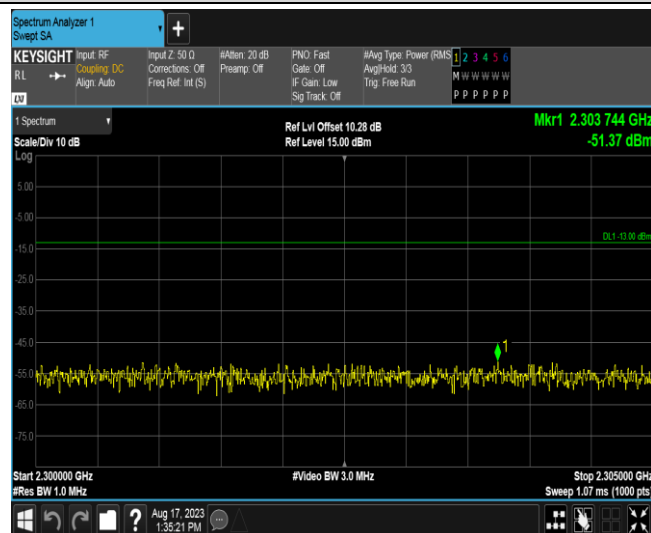 Spectrum Analyzer 1
Swept SA
KEYSIGHT
RL
LXI
Input: RF
Coupling: DC
Align: Auto
Input Z: 50 Ω
Corrections: Off
Freq Ref: Int (S)
#Atten: 20 dB
Preamp: Off
PNO: Fast
Gate: Off
IF Gain: Low
Sig Track: Off
#Avg Type: Power (RMS
Avg|Hold: 3/3
Trig: Free Run
1 2 3 4 5 6
M W W W W W
P P P P P P
1 Spectrum
Scale/Div 10 dB
Log
Ref Lvl Offset 10.28 dB
Ref Level 15.00 dBm
Mkr1 2.303 744 GHz
-51.37 dBm
5.00
-5.00
-15.0
-25.0
-35.0
-45.0
-55.0
-65.0
-75.0
DL1 -13.00 dBm
1
Start 2.300000 GHz
#Res BW 1.0 MHz
#Video BW 3.0 MHz
Stop 2.305000 GHz
Sweep 1.07 ms (1000 pts)
?
Aug 17, 2023
1:35:21 PM